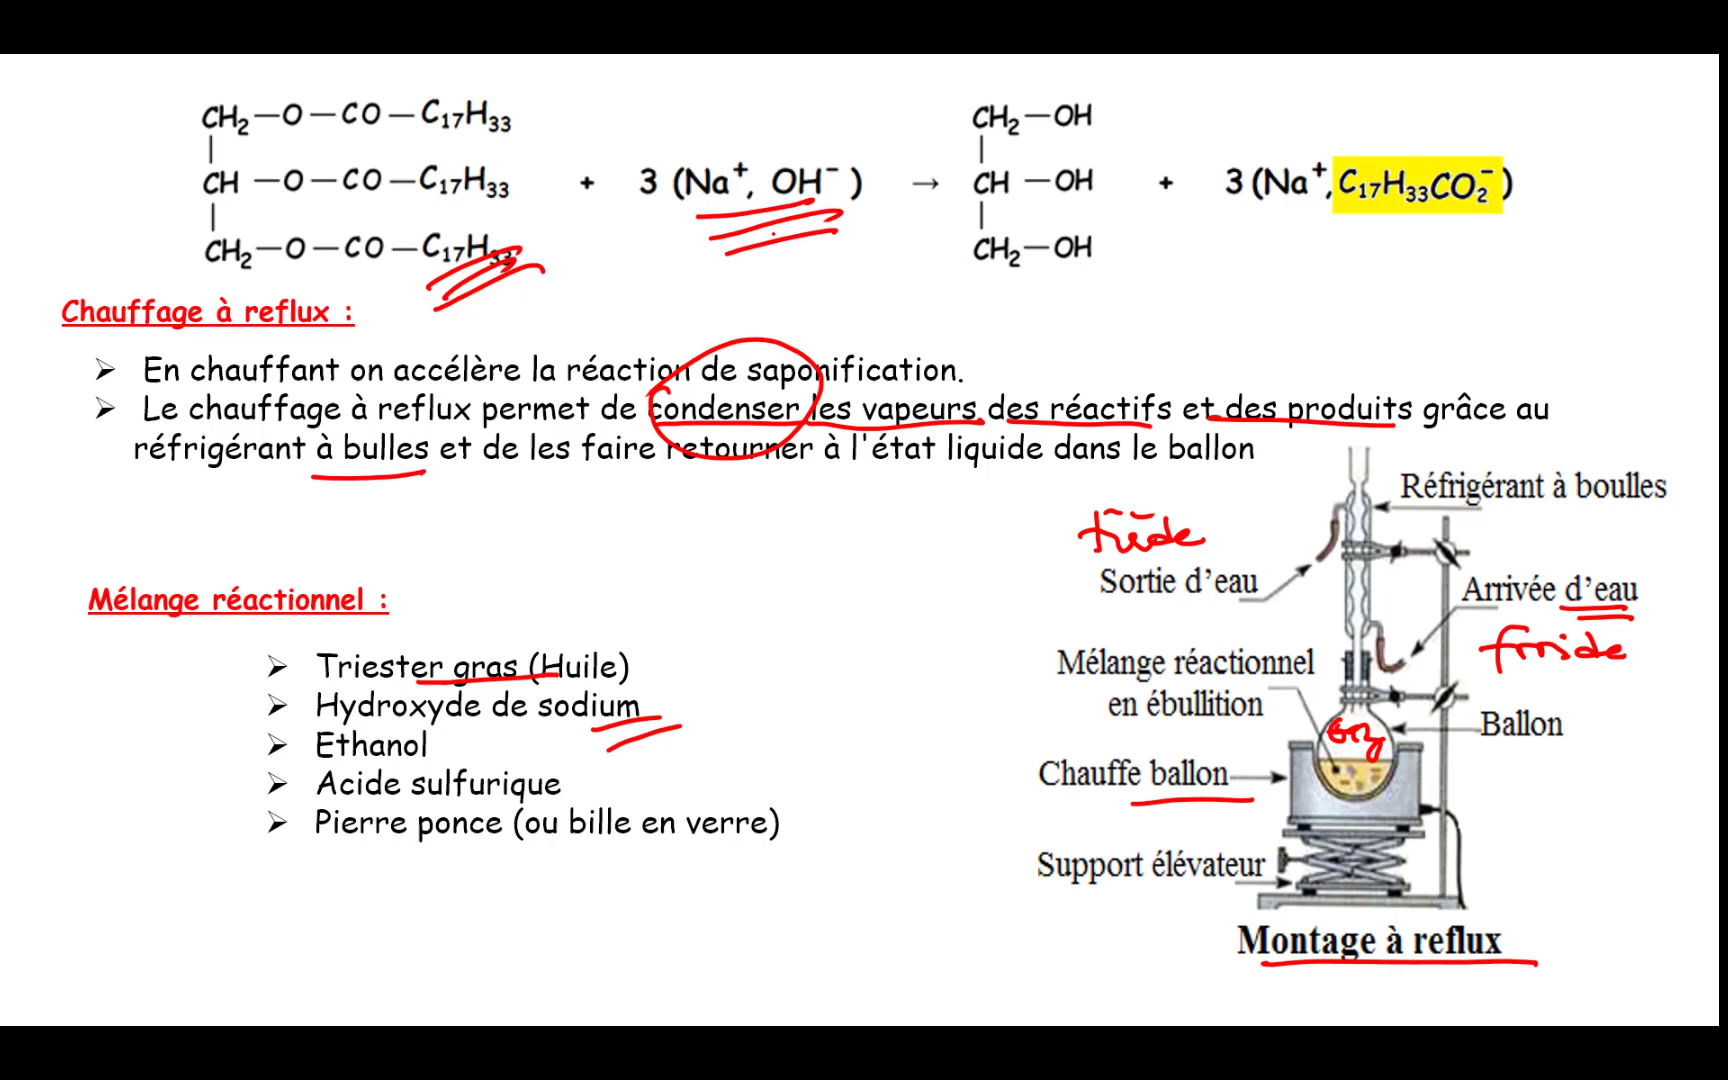 CH₂—O—CO—C₁₇H₃₃
CH—O—CO—C₁₇H₃₃ + 3 (Na⁺, OH⁻) → CH—OH + 3 (Na⁺, C₁₇H₃₃CO₂⁻)
CH₂—O—CO—C₁₇H₃₃
CH₂—OH
CH₂—OH
Chauffage à reflux :
➢ En chauffant on accélère la réaction de saponification.
➢ Le chauffage à reflux permet de condenser les vapeurs des réactifs et des produits grâce au
réfrigérant à bulles et de les faire retourner à l'état liquide dans le ballon
Mélange réactionnel :
➢ Triester gras (Huile)
➢ Hydroxyde de sodium
➢ Ethanol
➢ Acide sulfurique
➢ Pierre ponce (ou bille en verre)
Réfrigérant à boulles
Sortie d'eau
Arrivée d'eau
froide
Mélange réactionnel
en ébullition
Ballon
Chauffe ballon
Support élévateur
Montage à reflux